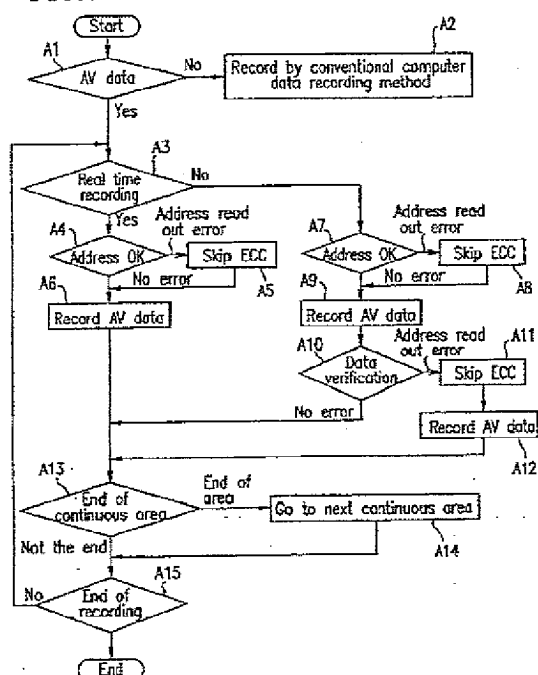 Start
A1
A2
AV data
No
Record by conventional computer
data recording method
Yes
A3
Real time
recording
No
Yes
A4
Address read
out error
A7
Address read
out error
Address OK
Skip ECC
Address OK
Skip ECC
A6
No error
A5
A9
No error
A8
Record AV data
Record AV data
A10
Address read
out error
A11
Data
verification
Skip ECC
No error
Record AV data
A12
A13
End of
continuous area
End of
area
Go to next continuous area
Not the end
A14
A15
No
End of
recording
End